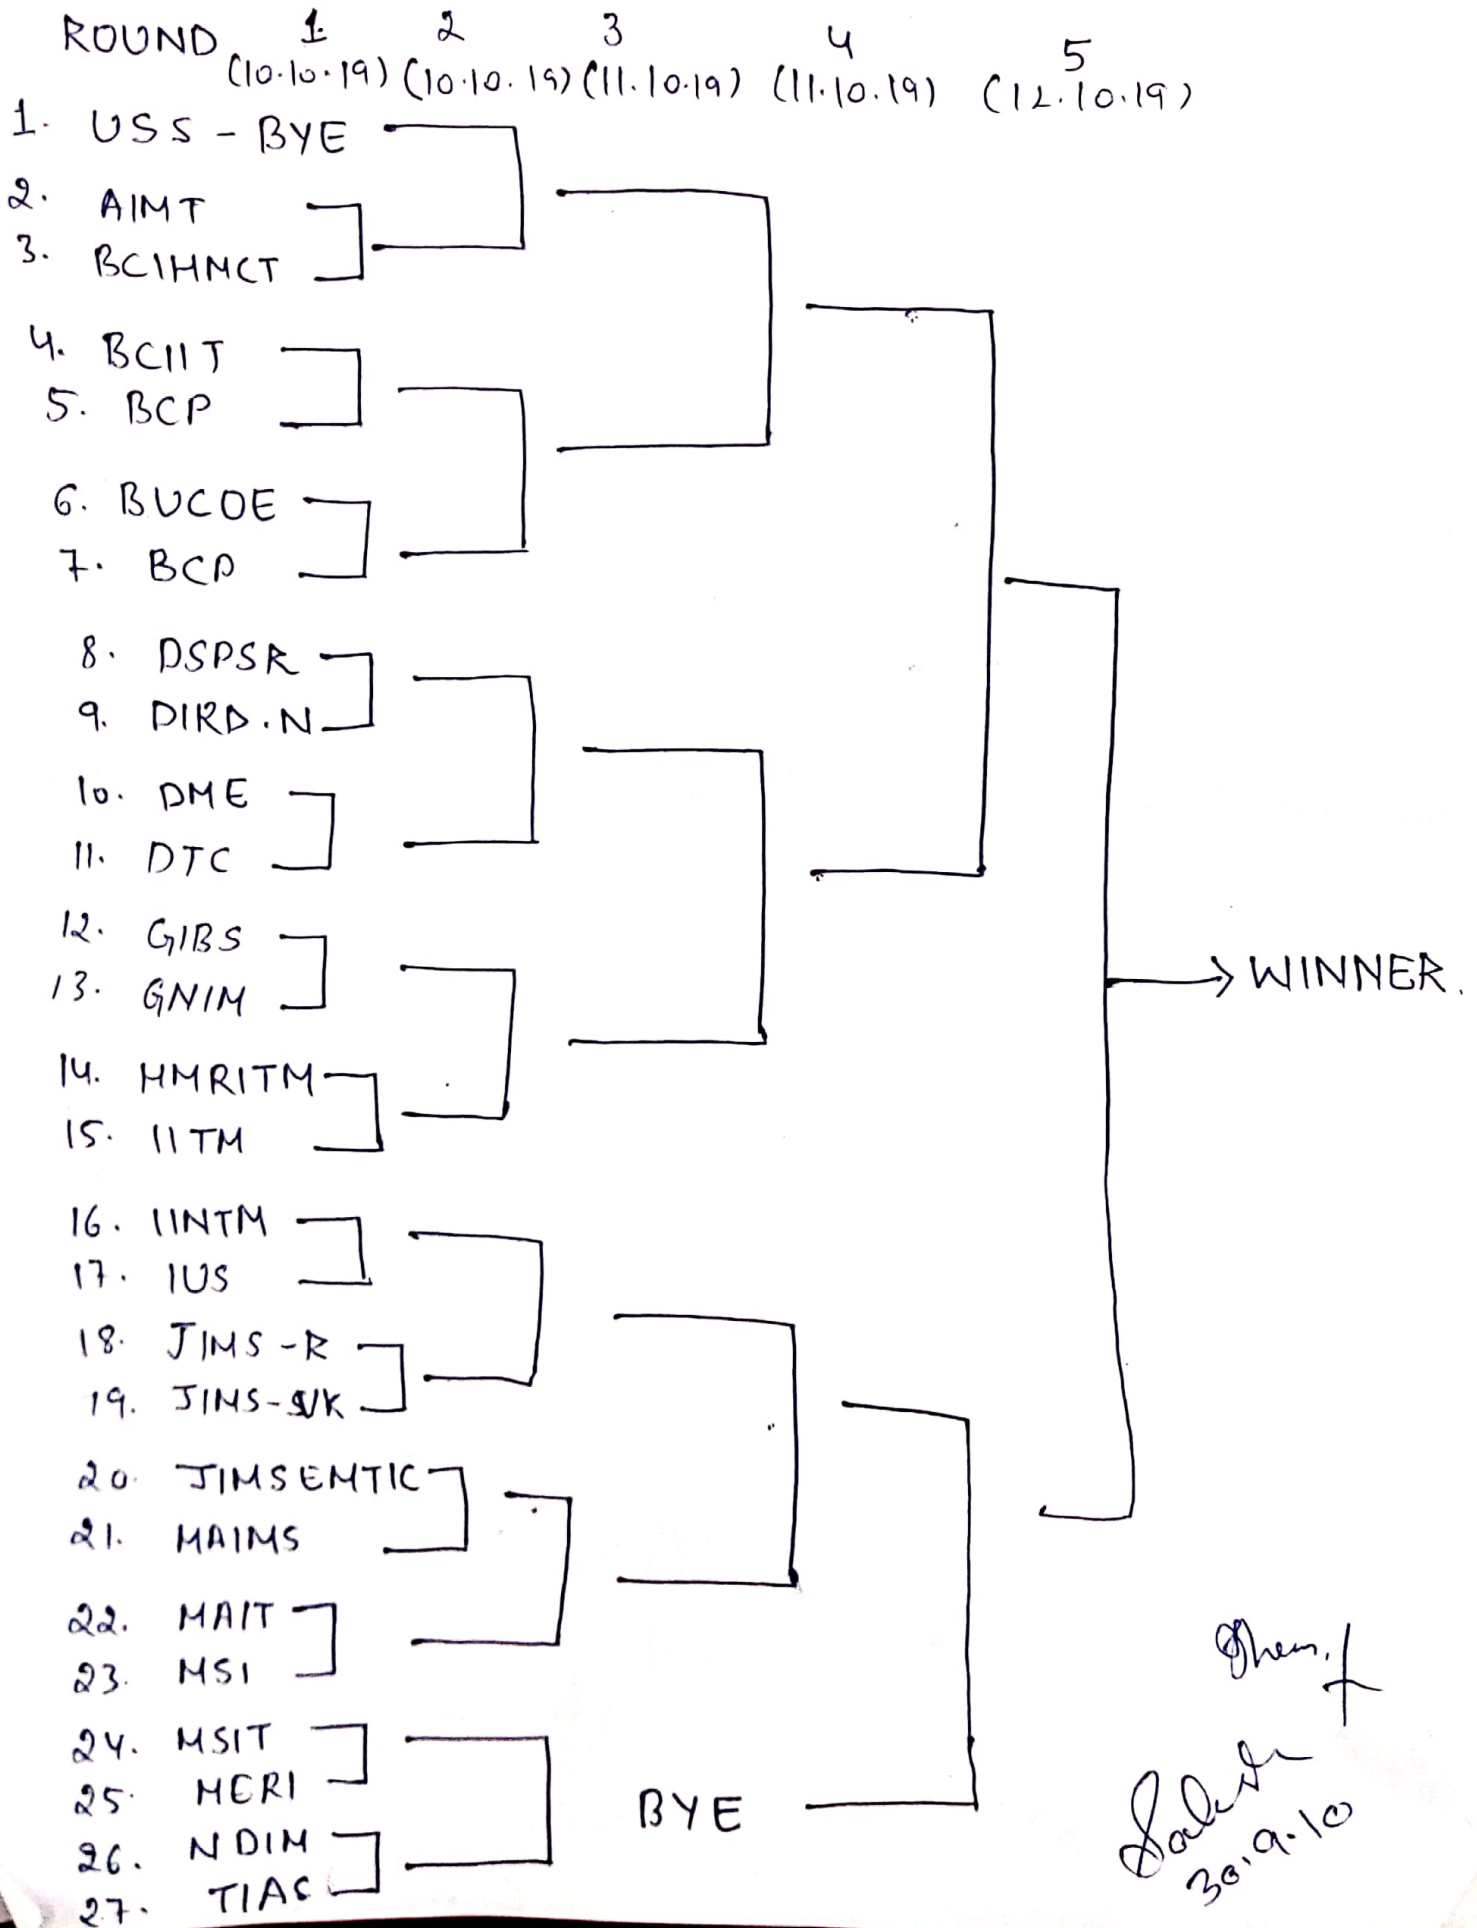 ROUND 1. 2 3 4 5
(10.10.19) (10.10.19) (11.10.19) (11.10.19) (12.10.19)
1. USS - BYE
2. AIMT
3. BCIHMCT
4. BCIIT
5. BCP
6. BUCOE
7. BCP
8. DSPSR
9. DIRD.N
10. DME
11. DTC
12. GIBS
13. GNIM
→ WINNER.
14. HMRITM
15. IITM
16. IINTM
17. IUS
18. JIMS-R
19. JIMS-VK
20. JIMSEMTIC
21. MAIMS
22. MAIT
23. MSI
24. MSIT
25. MERI
BYE
26. NDIM
27. TIAS
30.9.10